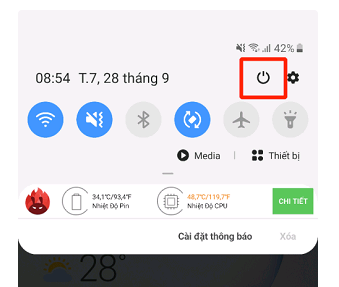 42%
08:54 T.7, 28 tháng 9
Media | Thiết bị
34,1°C/93,4°F
Nhiệt Độ Pin
48,7°C/119,7°F
Nhiệt Độ CPU
CHI TIẾT
Cài đặt thông báo Xóa
28°